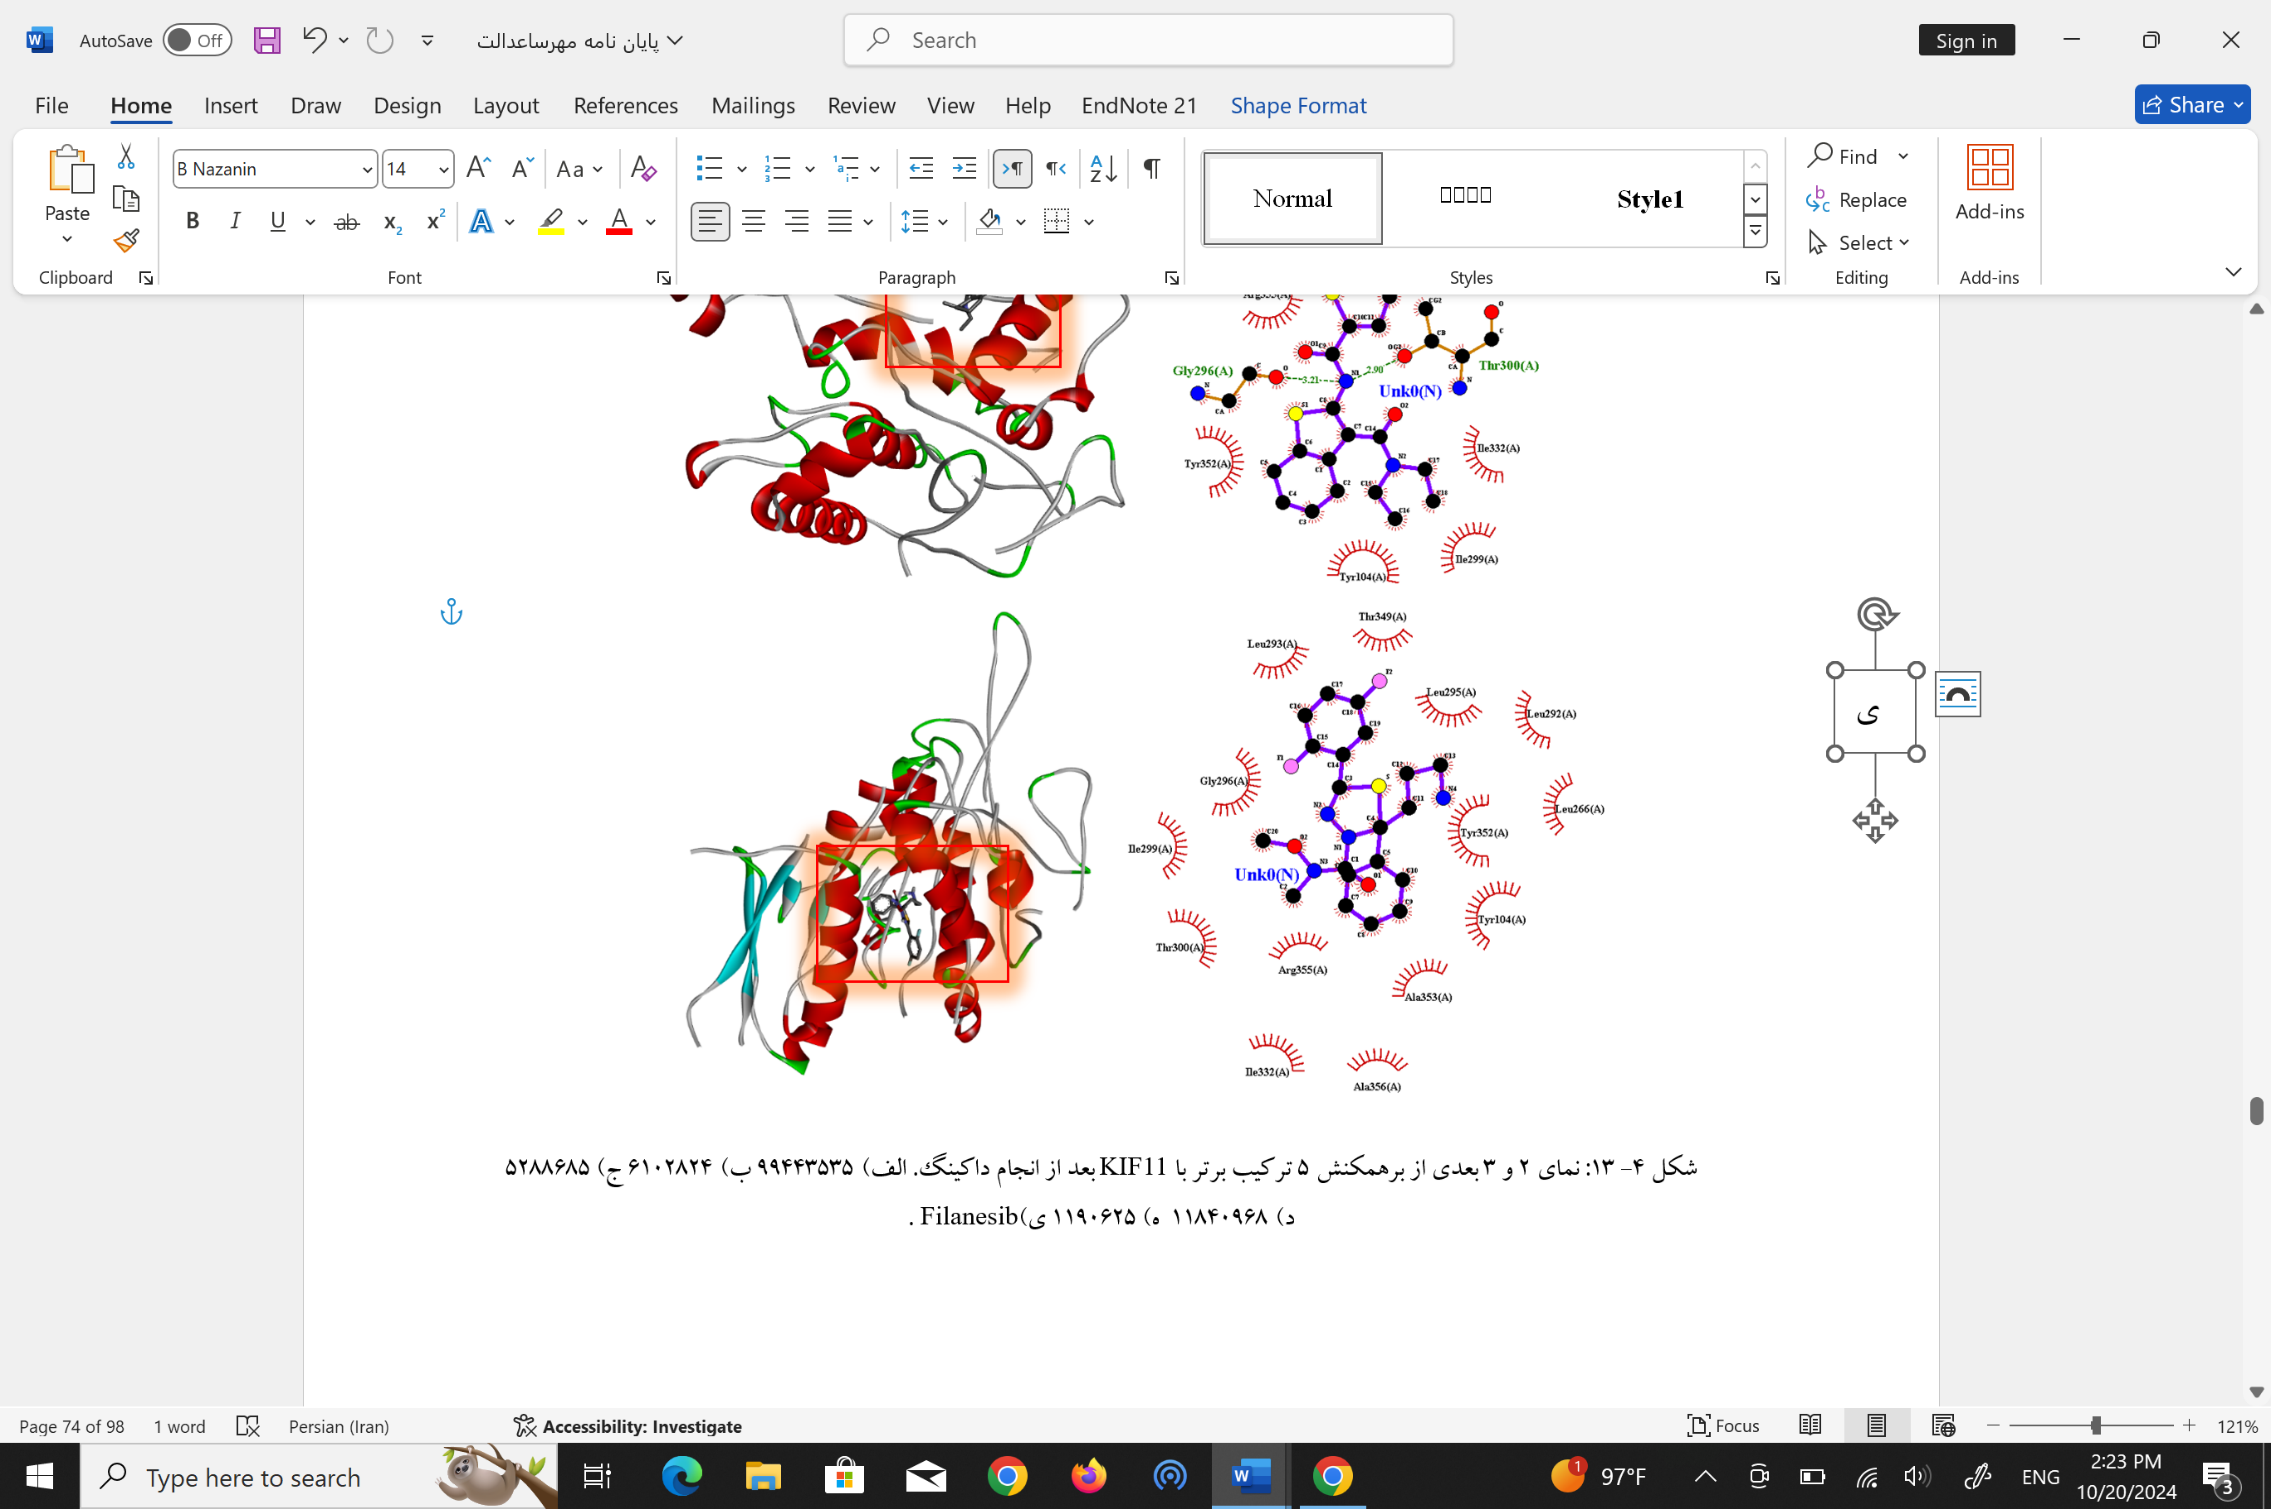 AutoSave Off
پایان نامه مهرساعدالت
Search
Sign in
File Home Insert Draw Design Layout References Mailings Review View Help EndNote 21 Shape Format
Share
Paste
Clipboard
B Nazanin 14
Font
Paragraph
Normal
Style1
Styles
Find
Replace
Select
Editing
Add-ins
Add-ins
Gly296(A)
3.21
2.90
Thr300(A)
Unk0(N)
Tyr352(A)
Ile332(A)
Ile299(A)
Tyr104(A)
Thr349(A)
Leu293(A)
Leu295(A)
Leu292(A)
Gly296(A)
Leu266(A)
Tyr352(A)
Ile299(A)
Unk0(N)
Tyr104(A)
Thr300(A)
Arg355(A)
Ala353(A)
Ile332(A)
Ala356(A)
ی
شکل ۴- ۱۳: نمای ۲ و ۳ بعدی از برهمکنش ۵ ترکیب برتر با KIF11 بعد از انجام داکینگ. الف) ۹۹۴۴۳۵۳۵ ب) ۶۱۰۲۸۲۴ ج) ۵۲۸۸۶۸۵
د) ۱۱۸۴۰۹۶۸ ه) ۱۱۹۰۶۲۵ ی)Filanesib .
Page 74 of 98 1 word Persian (Iran) Accessibility: Investigate Focus 121%
Type here to search
97°F
ENG
2:23 PM
10/20/2024
3